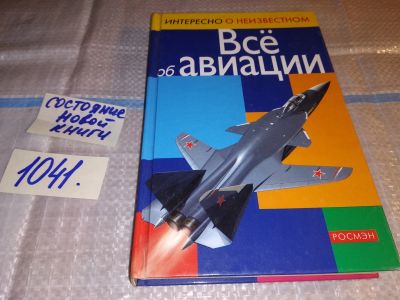 ИНТЕРЕСНО О НЕИЗВЕСТНОМ
Всё
об авиации
РОСМЭН
состояние
новой
книги
1041.